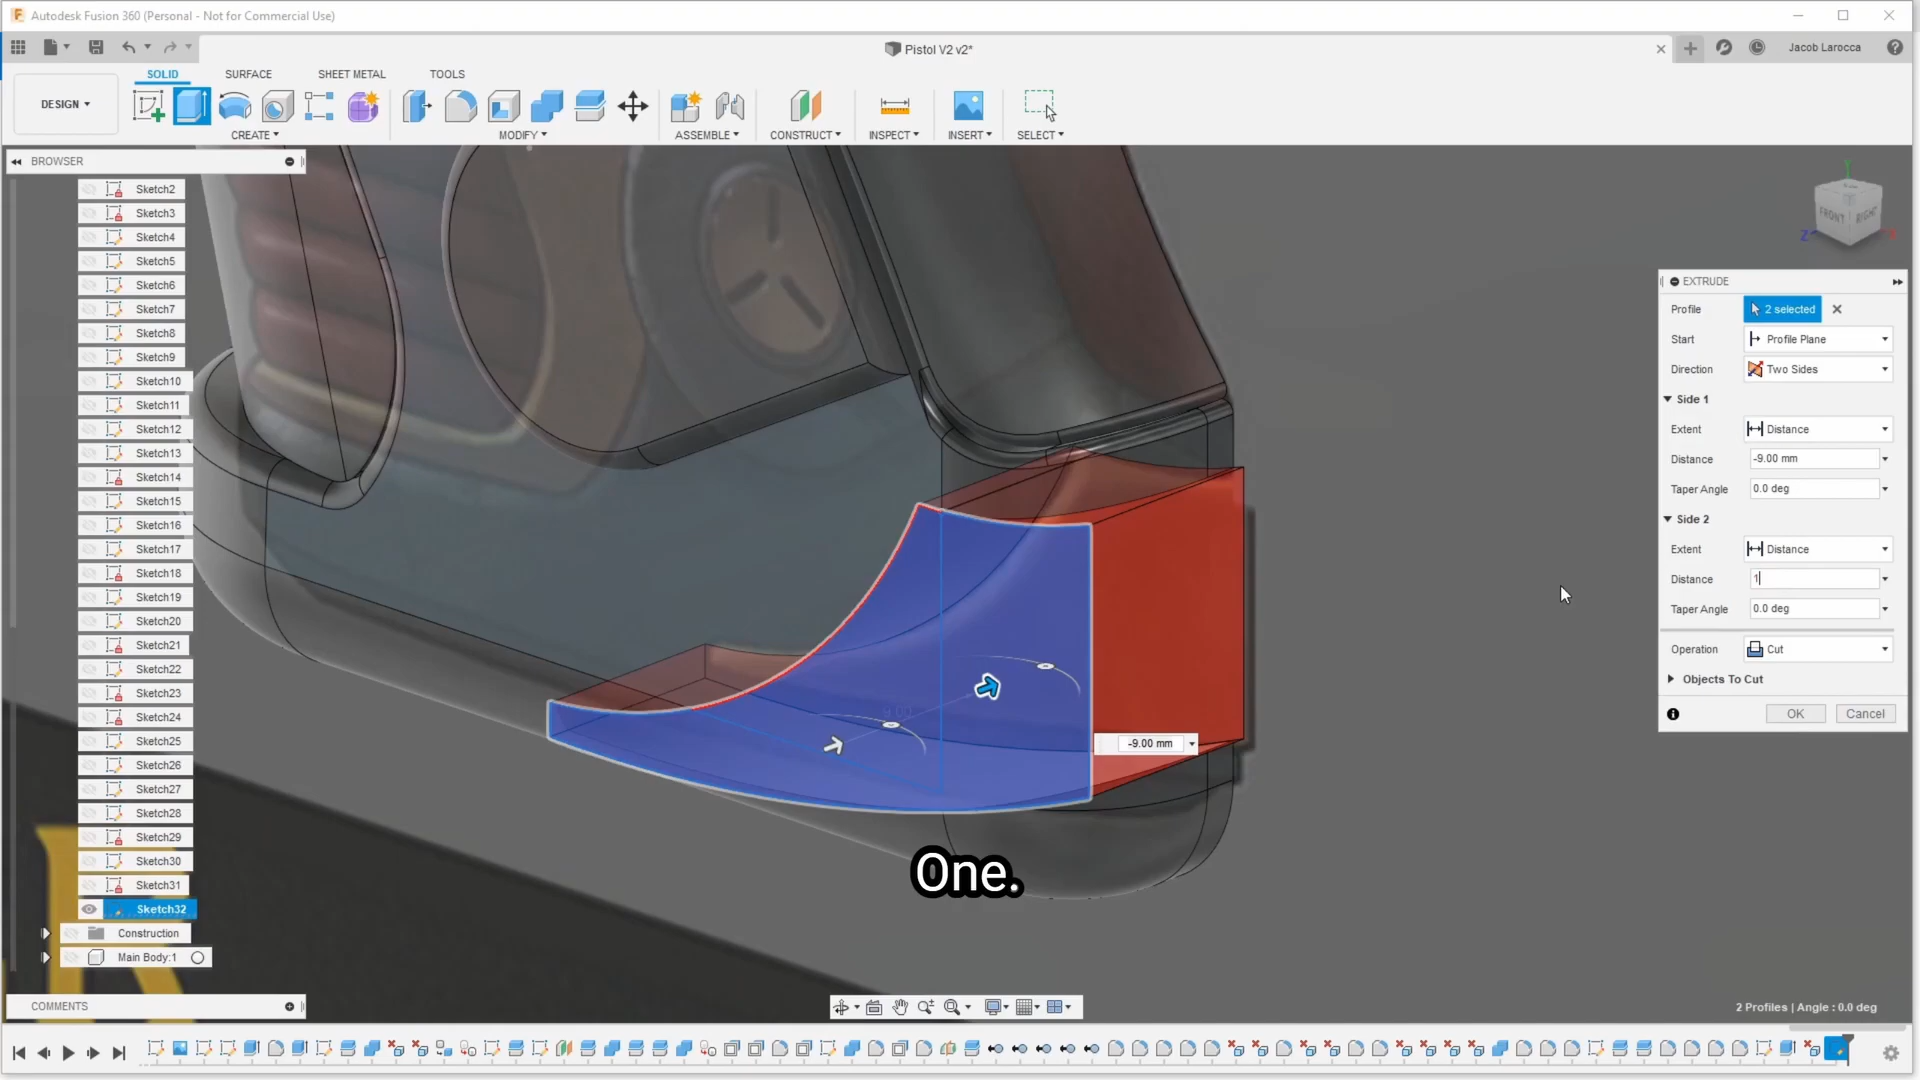 Autodesk Fusion 360 (Personal - Not for Commercial Use)
Pistol V2 v2*
Jacob Larocca
SOLID SURFACE SHEET METAL TOOLS
DESIGN
CREATE MODIFY ASSEMBLE CONSTRUCT INSPECT INSERT SELECT
BROWSER
Sketch2
Sketch3
Sketch4
Sketch5
Sketch6
Sketch7
Sketch8
Sketch9
Sketch10
Sketch11
Sketch12
Sketch13
Sketch14
Sketch15
Sketch16
Sketch17
Sketch18
Sketch19
Sketch20
Sketch21
Sketch22
Sketch23
Sketch24
Sketch25
Sketch26
Sketch27
Sketch28
Sketch29
Sketch30
Sketch31
Sketch32
Construction
Main Body:1
COMMENTS
Y
FRONT RIGHT
Z X
EXTRUDE
Profile 2 selected
Start Profile Plane
Direction Two Sides
Side 1
Extent Distance
Distance -9.00 mm
Taper Angle 0.0 deg
Side 2
Extent Distance
Distance 1
Taper Angle 0.0 deg
Operation Cut
Objects To Cut
OK Cancel
-9.00 mm
One.
2 Profiles | Angle : 0.0 deg